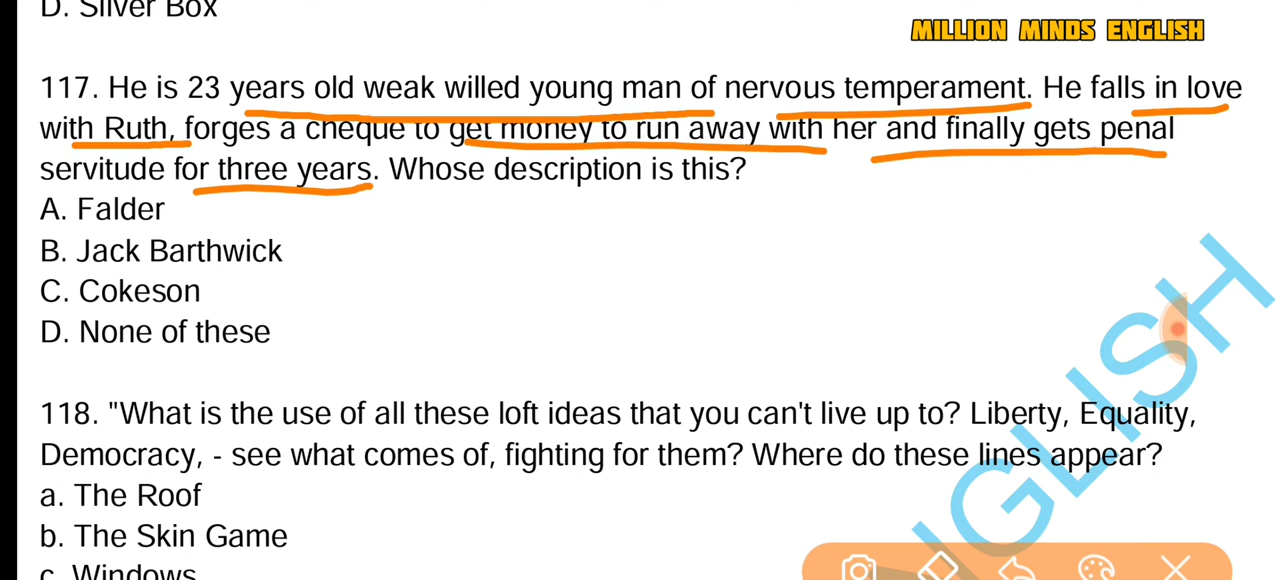 D. Silver Box
MILLION MINDS ENGLISH
117. He is 23 years old weak willed young man of nervous temperament. He falls in love
with Ruth, forges a cheque to get money to run away with her and finally gets penal
servitude for three years. Whose description is this?
A. Falder
B. Jack Barthwick
C. Cokeson
D. None of these
118. "What is the use of all these loft ideas that you can't live up to? Liberty, Equality,
Democracy, - see what comes of, fighting for them? Where do these lines appear?
a. The Roof
b. The Skin Game
c. Windows
NGLISH